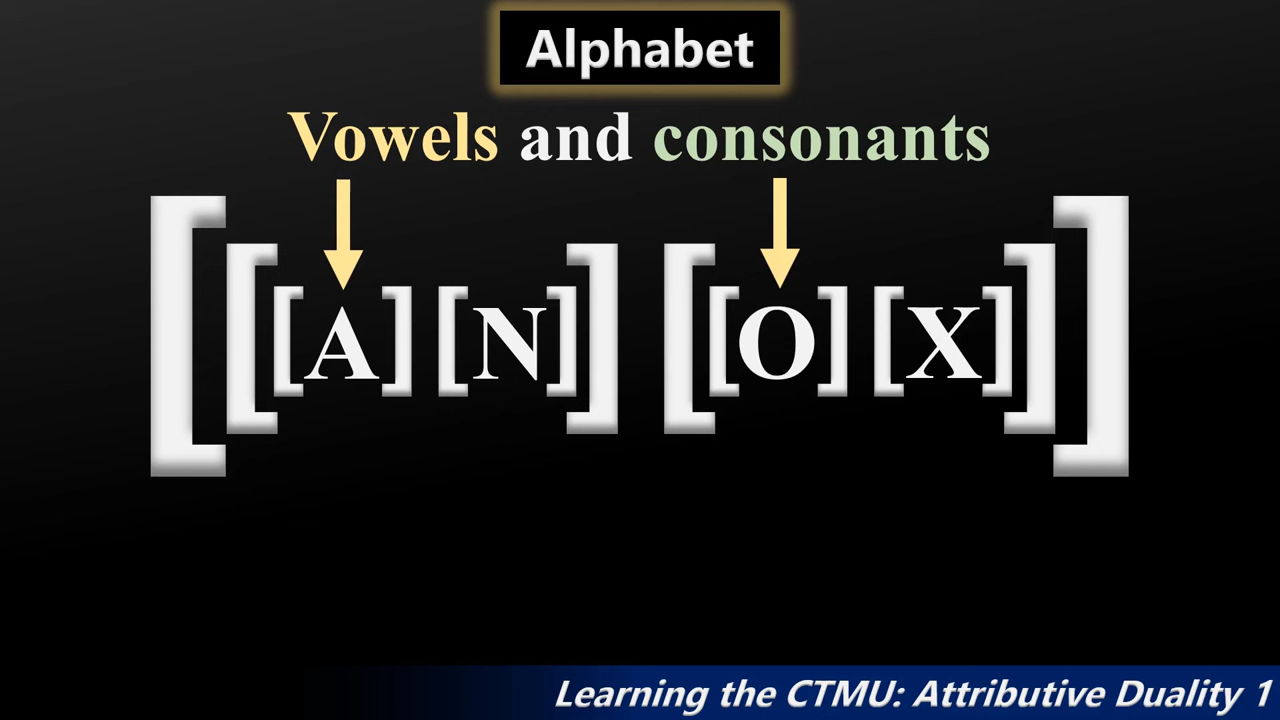 Alphabet
Vowels and consonants
[[[A] [N]] [[O] [X]]]
Learning the CTMU: Attributive Duality 1